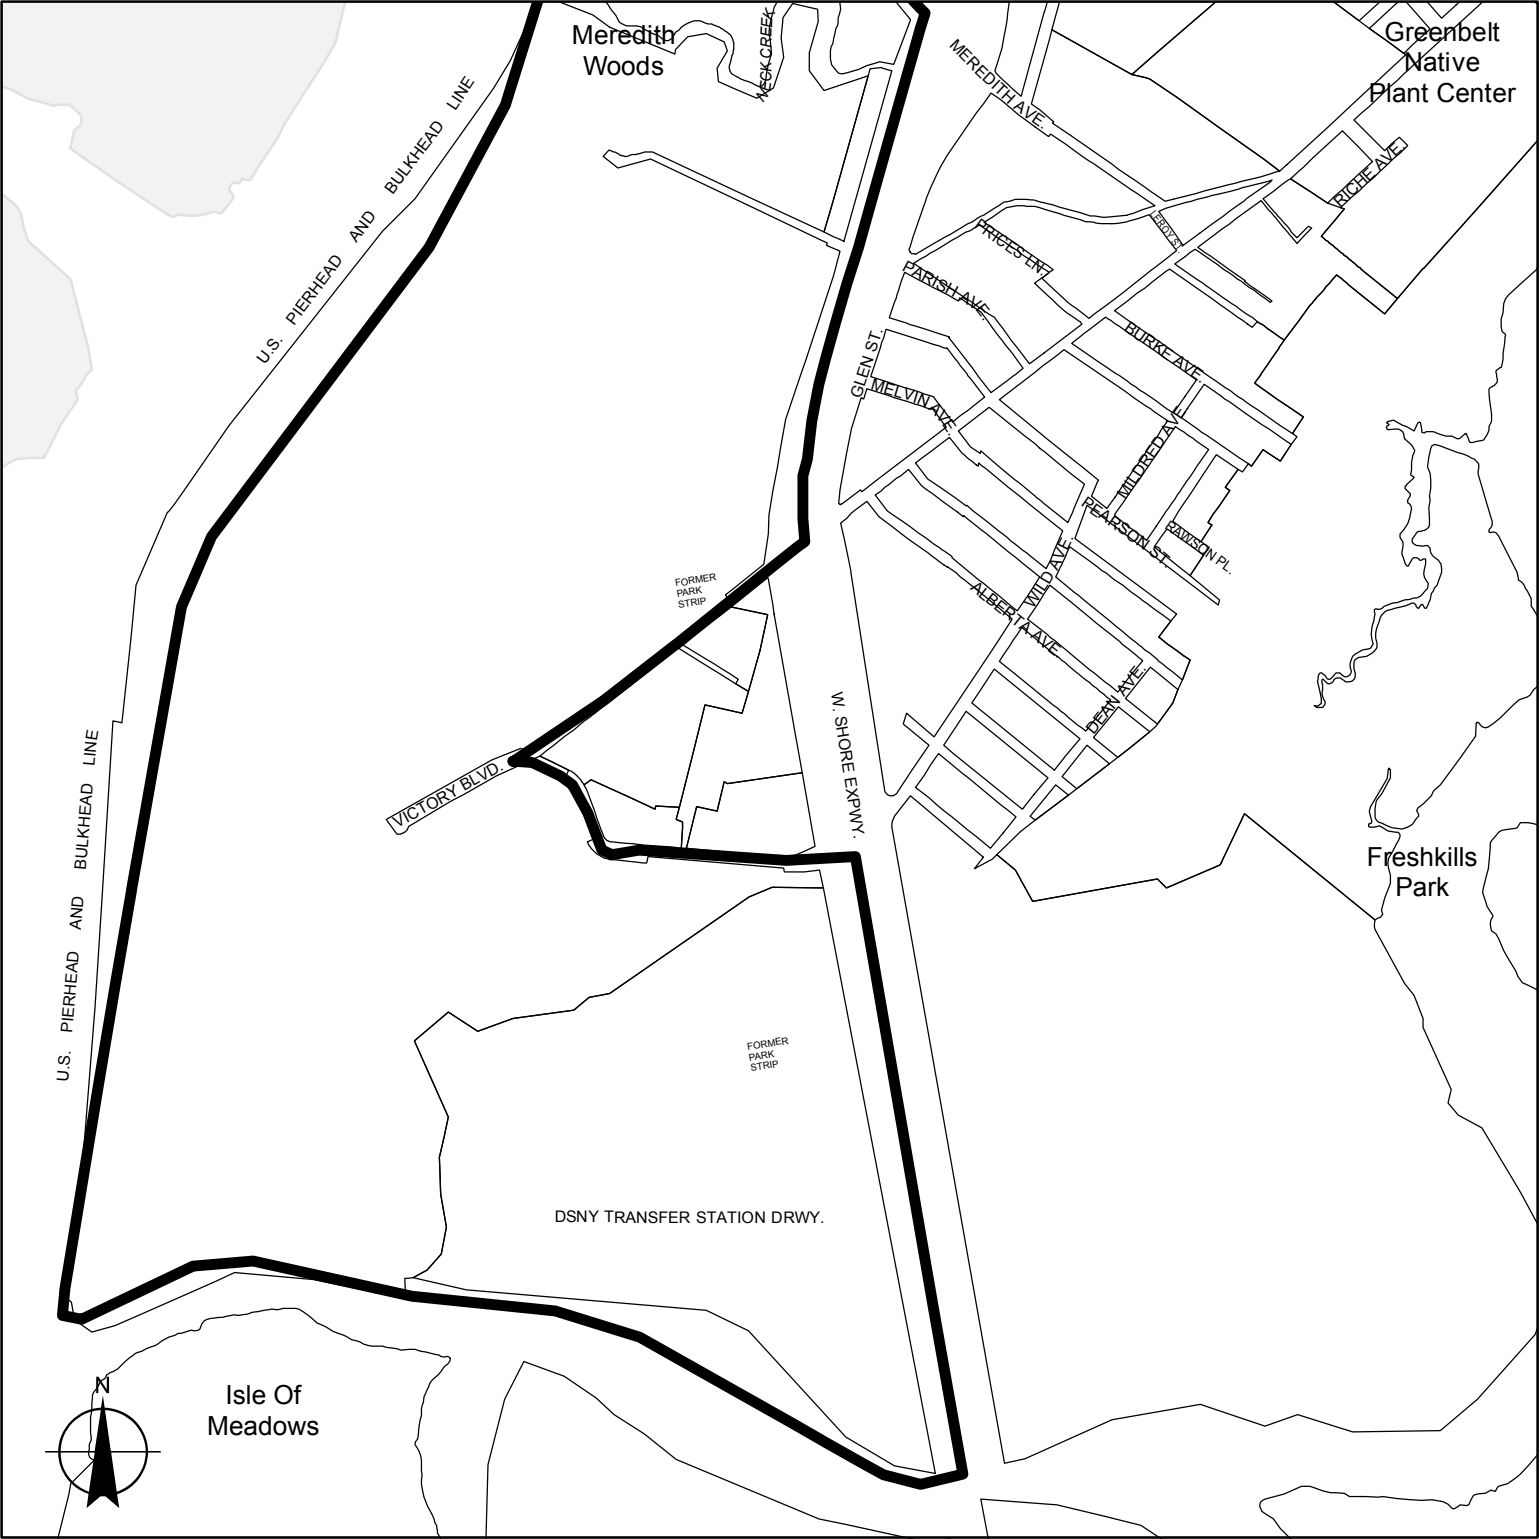 Meredith
Woods
NECK CREEK
Greenbelt
Native
Plant Center
MEREDITH AVE.
RICHE AVE.
U.S. PIERHEAD AND BULKHEAD LINE
LEROY ST.
PRICES LN.
PARISH AVE.
GLEN ST.
BURKE AVE.
MELVIN AVE.
MILDRED AVE.
PEARSON ST.
RAWSON PL.
WILD AVE.
ALBERTA AVE.
DEAN AVE.
FORMER
PARK
STRIP
W. SHORE EXPWY.
VICTORY BLVD.
U.S. PIERHEAD AND BULKHEAD LINE
Freshkills
Park
FORMER
PARK
STRIP
DSNY TRANSFER STATION DRWY.
N
Isle Of
Meadows